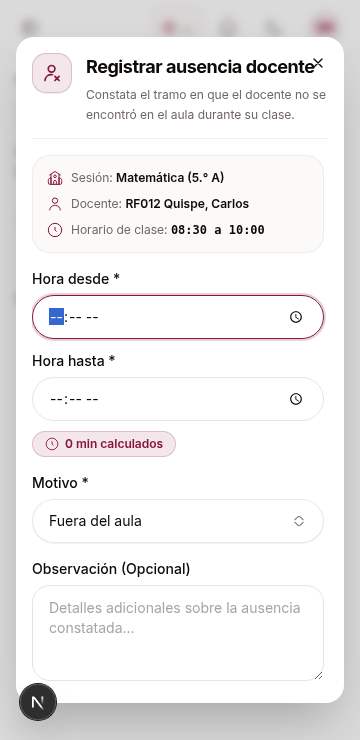 Registrar ausencia docente
Constata el tramo en que el docente no se
encontró en el aula durante su clase.
Sesión: Matemática (5.° A)
Docente: RF012 Quispe, Carlos
Horario de clase: 08:30 a 10:00
Hora desde *
--:-- --
Hora hasta *
--:-- --
0 min calculados
Motivo *
Fuera del aula
Observación (Opcional)
Detalles adicionales sobre la ausencia
constatada...
N